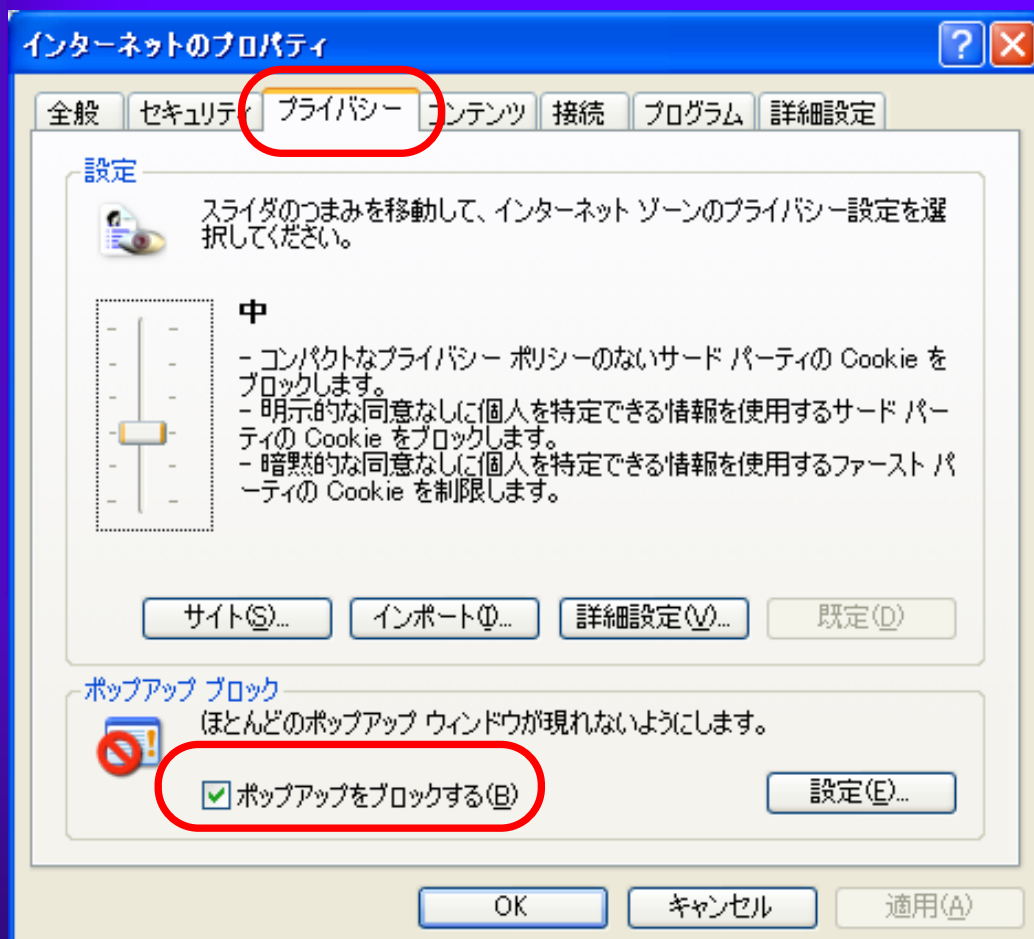 インターネットのプロパティ
全般 セキュリティ プライバシー コンテンツ 接続 プログラム 詳細設定
設定
スライダのつまみを移動して、インターネット ゾーンのプライバシー設定を選
択してください。
中
- コンパクトなプライバシー ポリシーのないサード パーティの Cookie を
ブロックします。
- 明示的な同意なしに個人を特定できる情報を使用するサード パー
ティの Cookie をブロックします。
- 暗黙的な同意なしに個人を特定できる情報を使用するファースト パ
ーティの Cookie を制限します。
サイト(S)... インポート(I)... 詳細設定(V)... 既定(D)
ポップアップ ブロック
ほとんどのポップアップ ウィンドウが現れないようにします。
ポップアップをブロックする(B) 設定(E)...
OK キャンセル 適用(A)